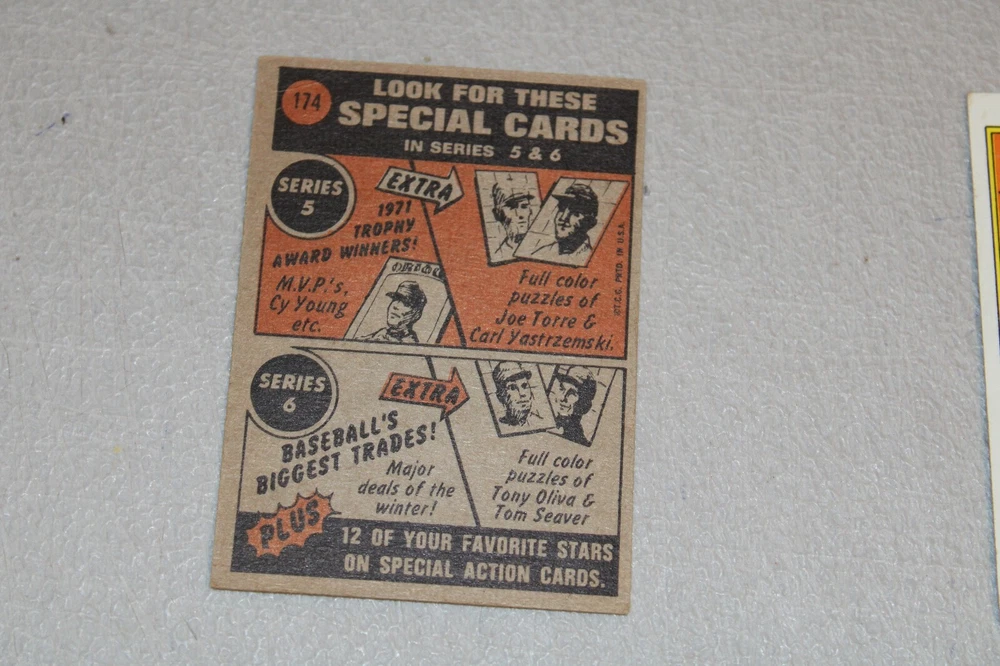 174
LOOK FOR THESE
SPECIAL CARDS
IN SERIES 5 & 6
SERIES
5
EXTRA
1971
TROPHY
AWARD WINNERS!
M.V.P.'s,
Cy Young
etc.
Full color
puzzles of
Joe Torre &
Carl Yastrzemski.
©T.C.G. PRTD. IN U.S.A.
SERIES
6
EXTRA
BASEBALL'S
BIGGEST TRADES!
Major
deals of the
winter!
Full color
puzzles of
Tony Oliva &
Tom Seaver
PLUS
12 OF YOUR FAVORITE STARS
ON SPECIAL ACTION CARDS.